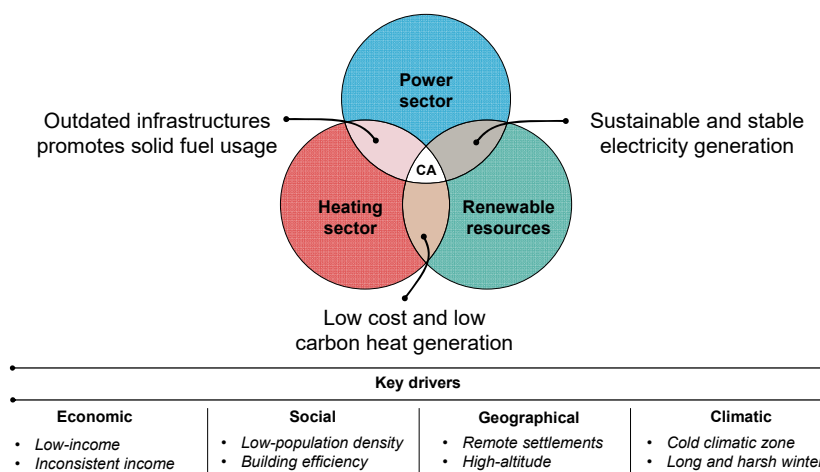 Power
sector
Outdated infrastructures
promotes solid fuel usage
Sustainable and stable
electricity generation
CA
Heating
sector
Renewable
resources
Low cost and low
carbon heat generation
Key drivers
Economic
• Low-income
• Inconsistent income
Social
• Low-population density
• Building efficiency
Geographical
• Remote settlements
• High-altitude
Climatic
• Cold climatic zone
• Long and harsh winter